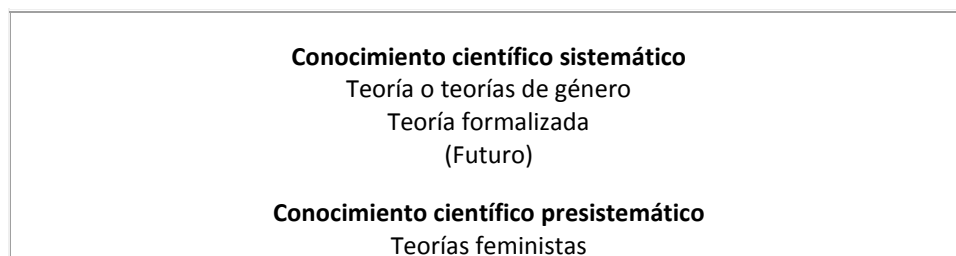 Conocimiento científico sistemático
Teoría o teorías de género
Teoría formalizada
(Futuro)
Conocimiento científico presistemático
Teorías feministas